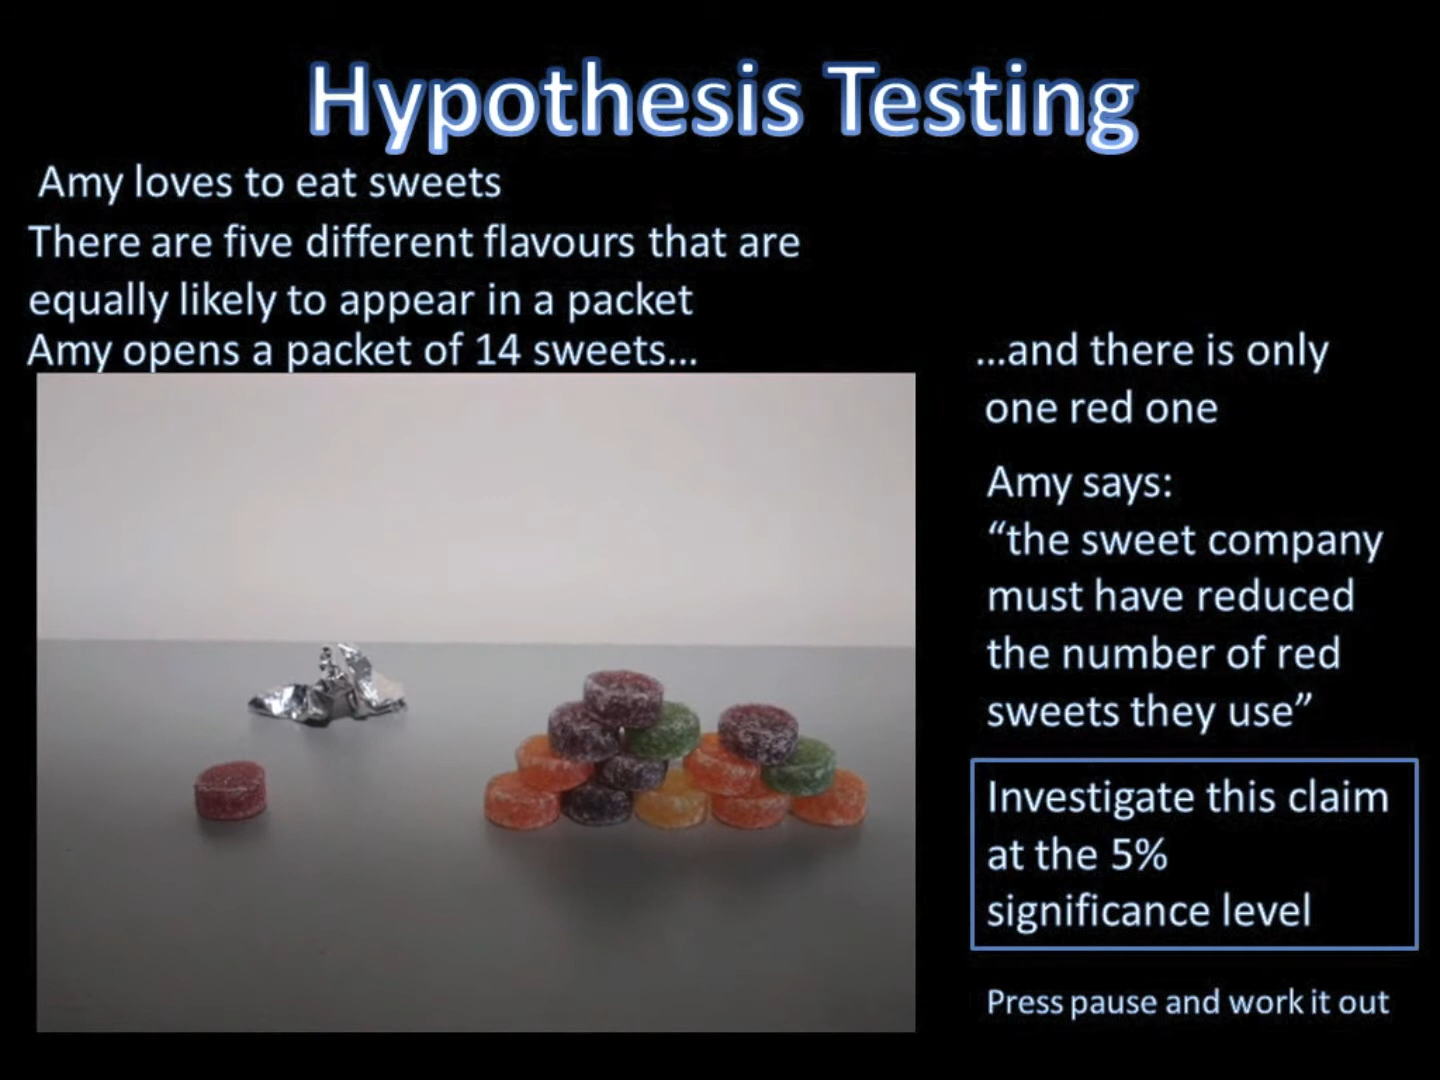 Hypothesis Testing
Amy loves to eat sweets
There are five different flavours that are
equally likely to appear in a packet
Amy opens a packet of 14 sweets...
...and there is only
one red one
Amy says:
“the sweet company
must have reduced
the number of red
sweets they use”
Investigate this claim
at the 5%
significance level
Press pause and work it out